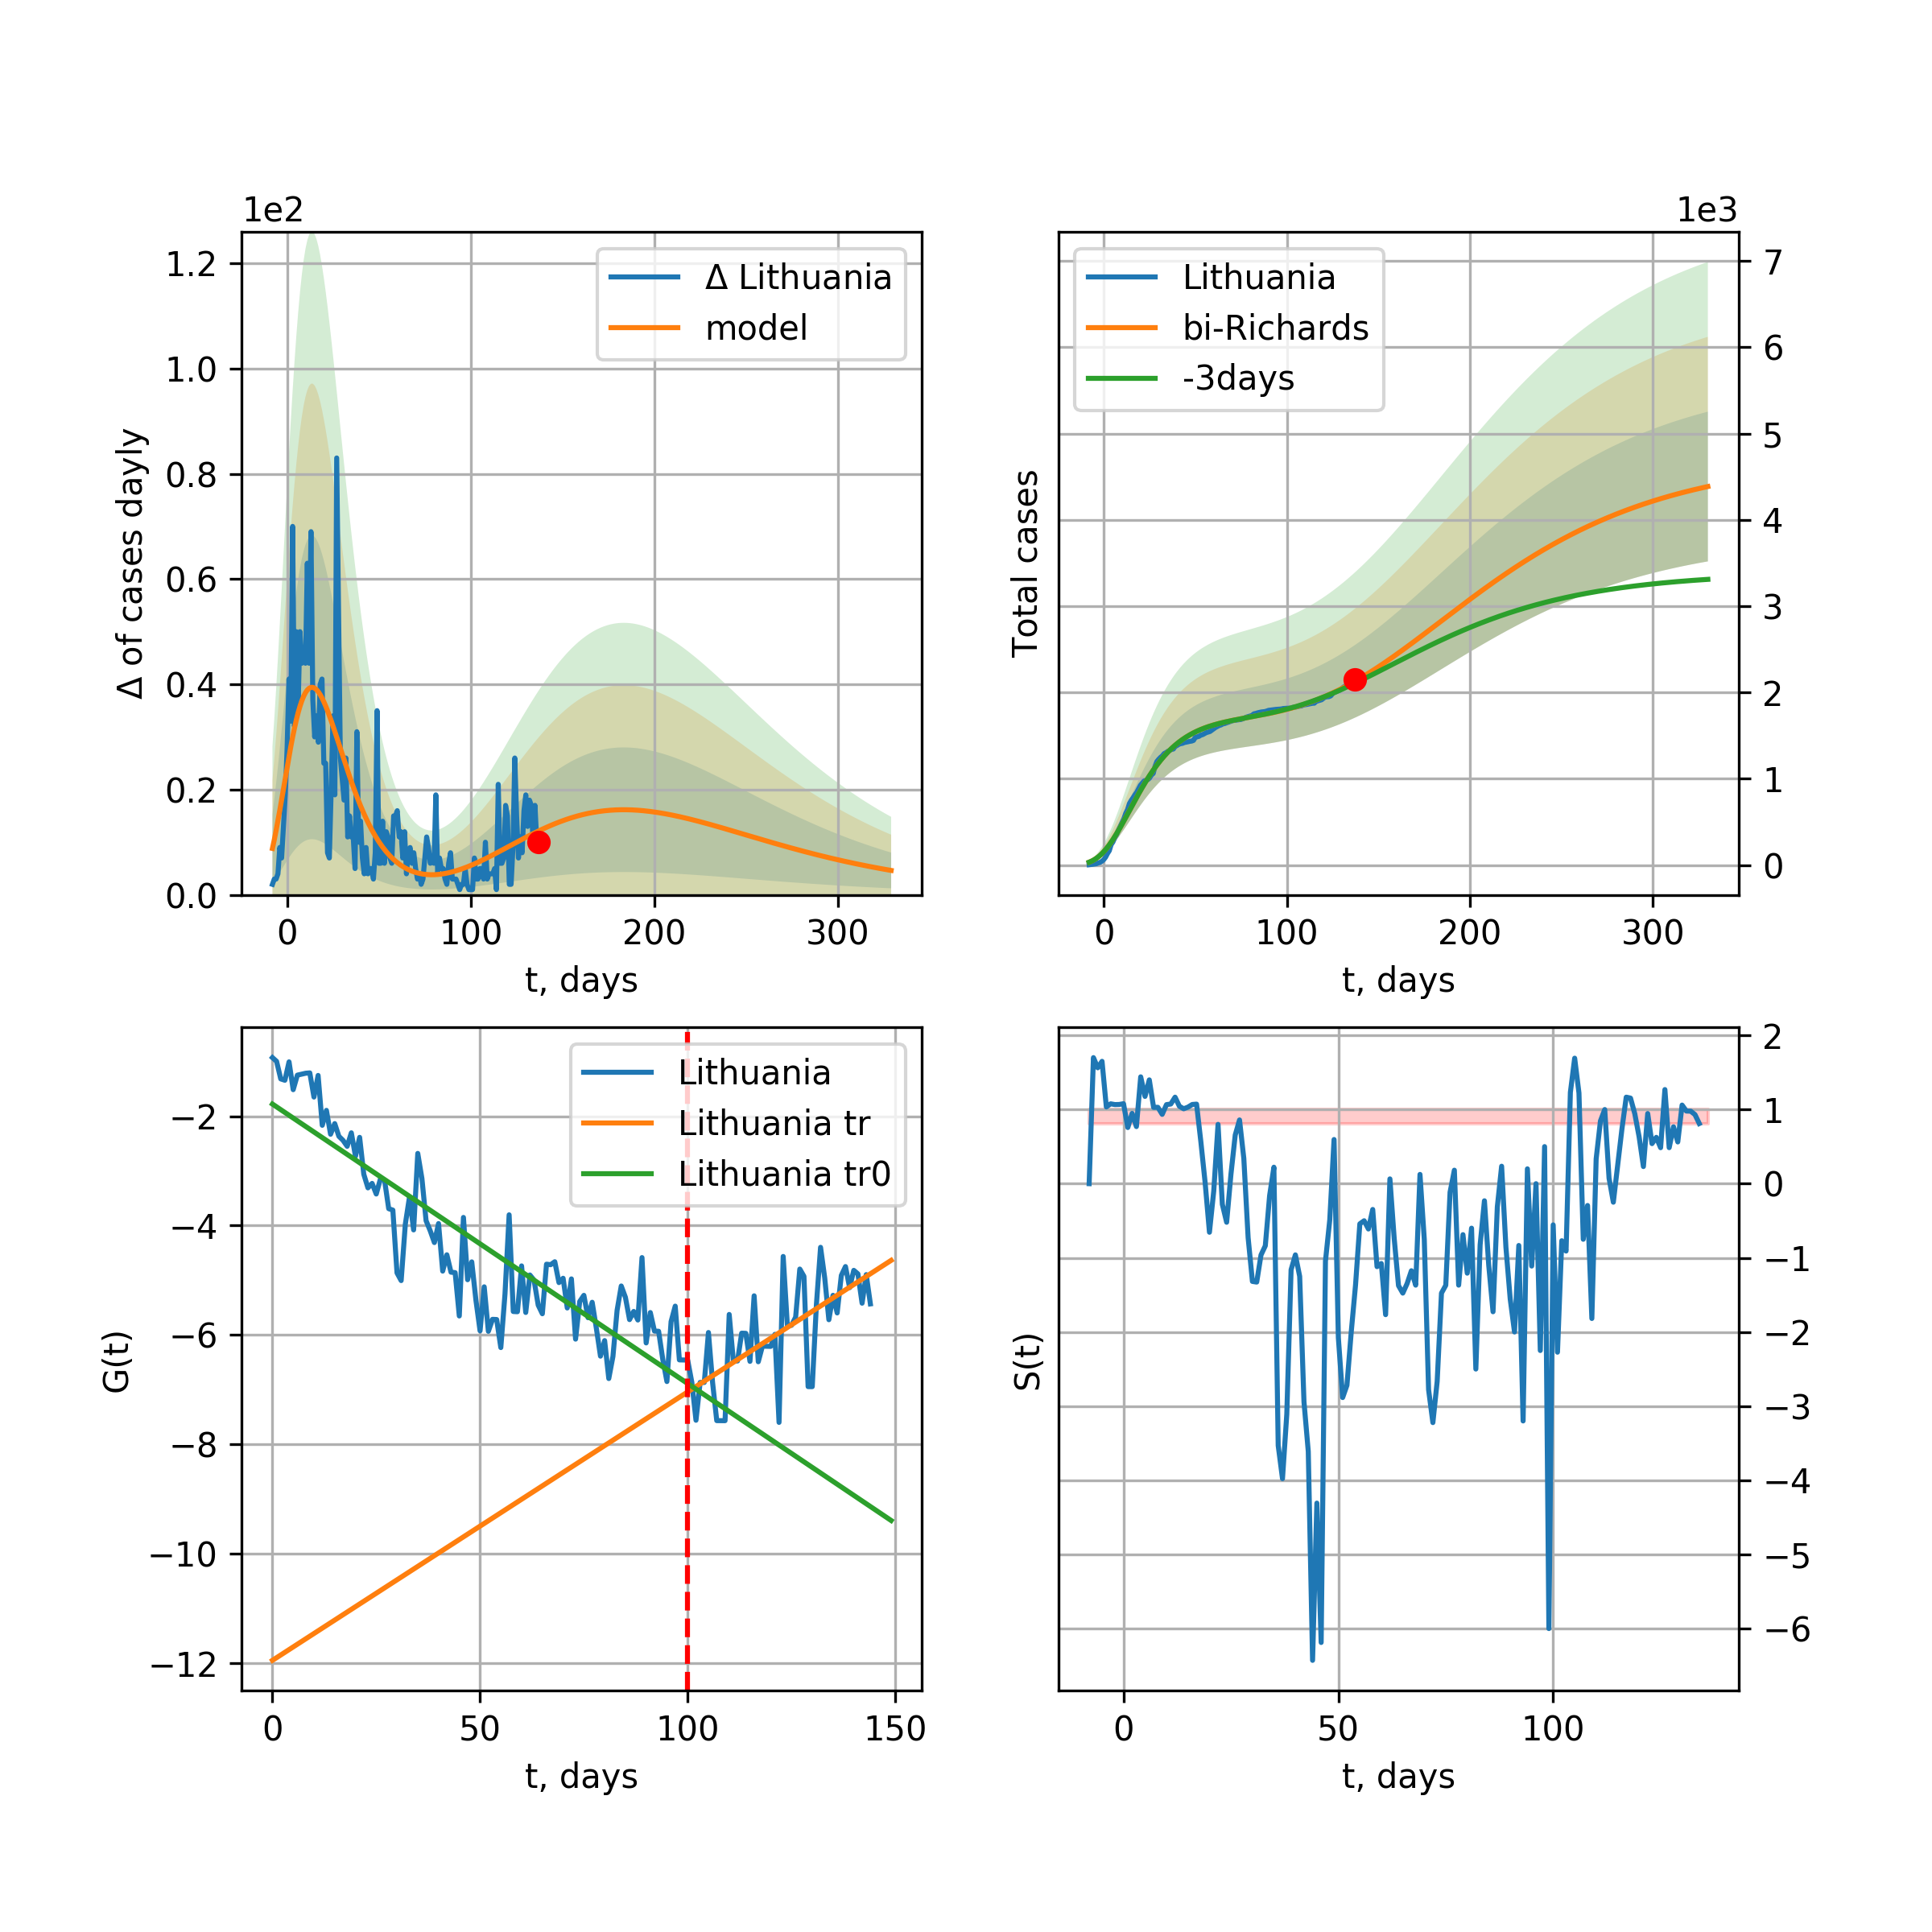 1e2
1.2
1.0
0.8
0.6
0.4
0.2
0.0
Δ of cases dayly
Δ Lithuania
model
0 100 200 300
t, days
1e3
7
6
5
4
3
2
1
0
Total cases
Lithuania
bi-Richards
-3days
0 100 200 300
t, days
−2
−4
−6
−8
−10
−12
G(t)
Lithuania
Lithuania tr
Lithuania tr0
0 50 100 150
t, days
2
1
0
−1
−2
−3
−4
−5
−6
S(t)
0 50 100
t, days